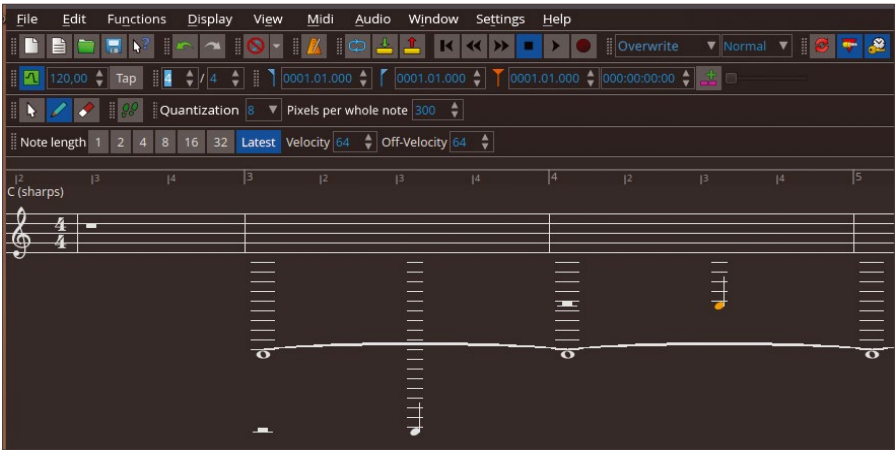 File Edit Functions Display View Midi Audio Window Settings Help
Overwrite Normal
120,00 Tap 4 / 4 0001.01.000 0001.01.000 0001.01.000 000:00:00:00
Quantization 8 Pixels per whole note 300
Note length 1 2 4 8 16 32 Latest Velocity 64 Off-Velocity 64
2 3 4 3 2 3 4 4 2 3 4 5
C (sharps)
4
4